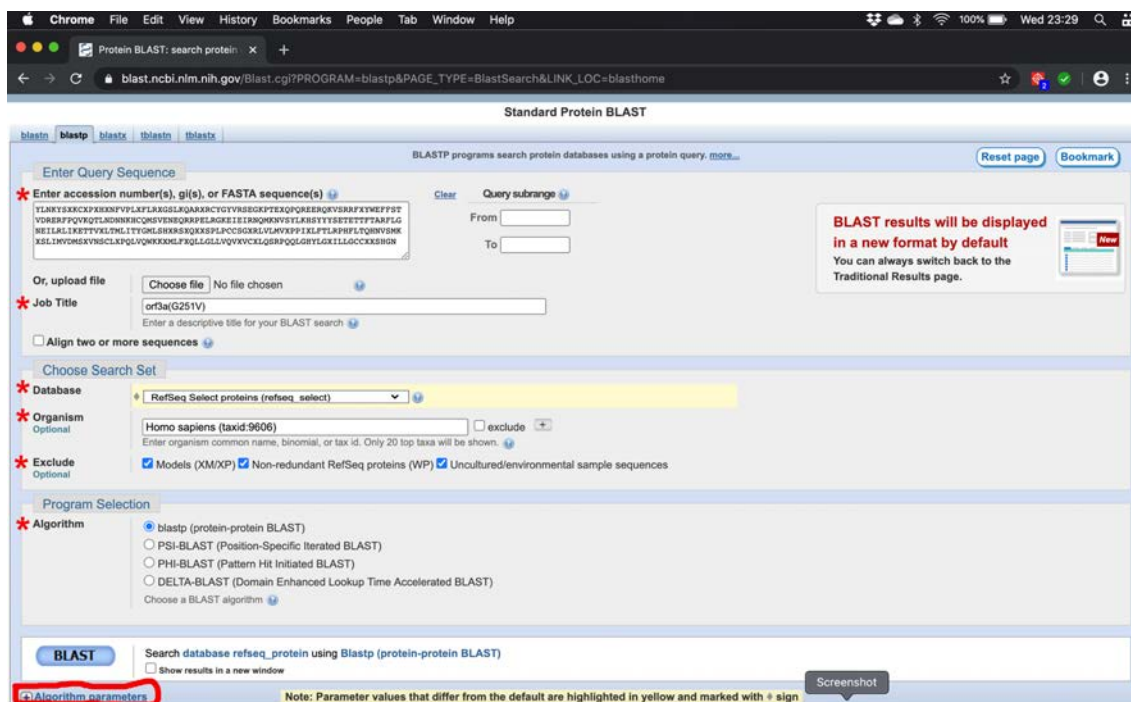 Chrome File Edit View History Bookmarks People Tab Window Help 100% Wed 23:29
Protein BLAST: search protein
blast.ncbi.nlm.nih.gov/Blast.cgi?PROGRAM=blastp&PAGE_TYPE=BlastSearch&LINK_LOC=blasthome
Standard Protein BLAST
blastn blastp blastx tblastn tblastx
BLASTP programs search protein databases using a protein query. more...
Reset page Bookmark
Enter Query Sequence
Enter accession number(s), gi(s), or FASTA sequence(s) Clear Query subrange
From
To
BLAST results will be displayed
in a new format by default
You can always switch back to the
Traditional Results page.
New
Or, upload file Choose file No file chosen
Job Title orf3a(G251V)
Enter a descriptive title for your BLAST search
Align two or more sequences
Choose Search Set
Database RefSeq Select proteins (refseq_select)
Organism
Optional
Homo sapiens (taxid:9606) exclude +
Enter organism common name, binomial, or tax id. Only 20 top taxa will be shown.
Exclude
Optional
Models (XM/XP) Non-redundant RefSeq proteins (WP) Uncultured/environmental sample sequences
Program Selection
Algorithm
blastp (protein-protein BLAST)
PSI-BLAST (Position-Specific Iterated BLAST)
PHI-BLAST (Pattern Hit Initiated BLAST)
DELTA-BLAST (Domain Enhanced Lookup Time Accelerated BLAST)
Choose a BLAST algorithm
BLAST Search database refseq_protein using Blastp (protein-protein BLAST)
Show results in a new window
Screenshot
Algorithm parameters Note: Parameter values that differ from the default are highlighted in yellow and marked with ♦ sign